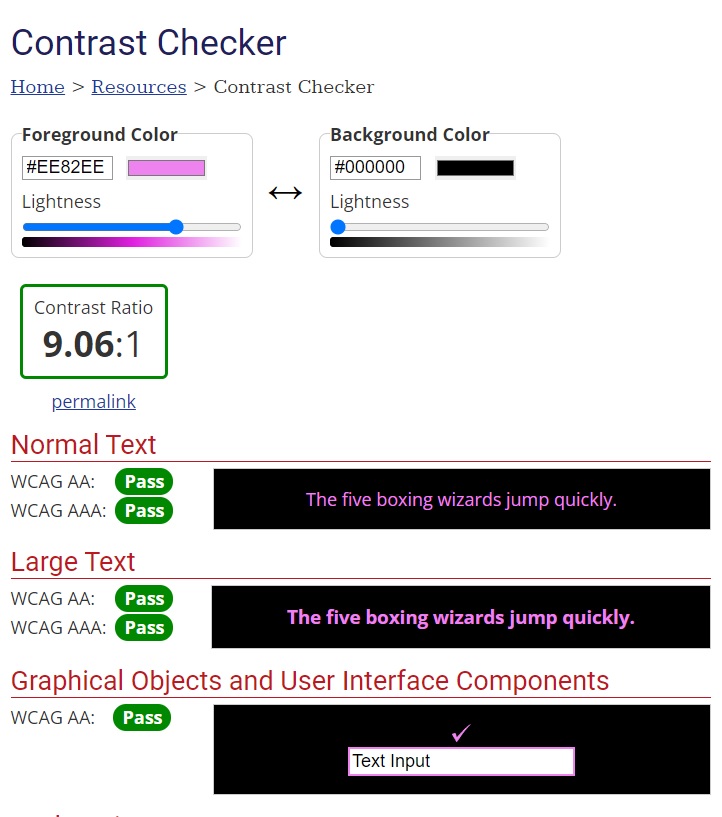 Contrast Checker
Home > Resources > Contrast Checker
Foreground Color
#EE82EE
Lightness
Background Color
#000000
Lightness
Contrast Ratio
9.06:1
permalink
Normal Text
WCAG AA: Pass
WCAG AAA: Pass
The five boxing wizards jump quickly.
Large Text
WCAG AA: Pass
WCAG AAA: Pass
The five boxing wizards jump quickly.
Graphical Objects and User Interface Components
WCAG AA: Pass
Text Input